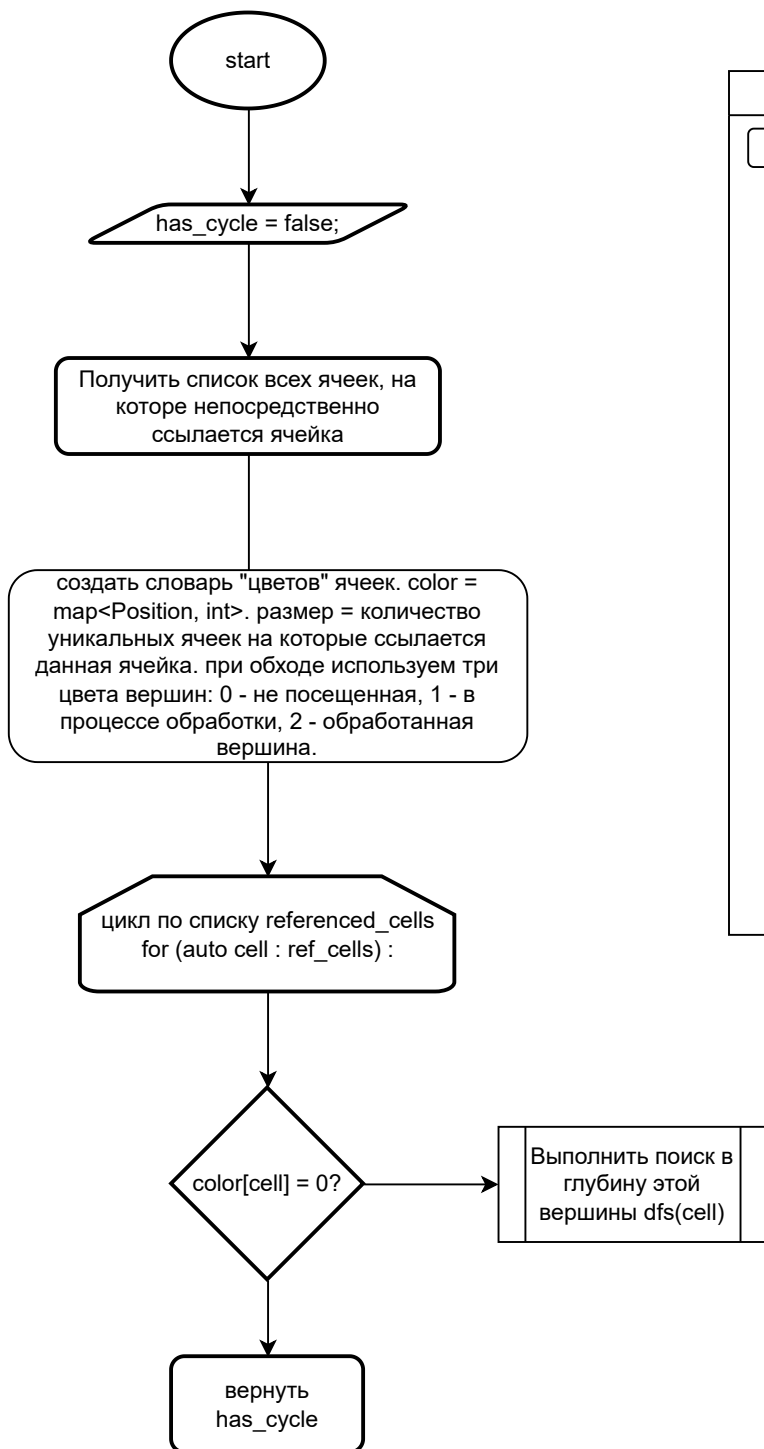 start
has_cycle = false;
Получить список всех ячеек, на
которе непосредственно
ссылается ячейка
создать словарь "цветов" ячеек. color =
map<Position, int>. размер = количество
уникальных ячеек на которые ссылается
данная ячейка. при обходе используем три
цвета вершин: 0 - не посещенная, 1 - в
процессе обработки, 2 - обработанная
вершина.
цикл по списку referenced_cells
for (auto cell : ref_cells) :
color[cell] = 0?
Выполнить поиск в
глубину этой
вершины dfs(cell)
вернуть
has_cycle